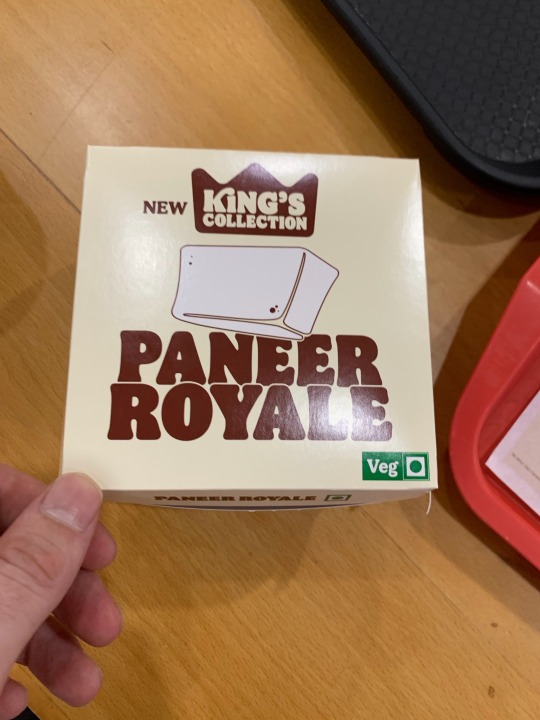 NEW KING'S
COLLECTION
PANEER
ROYALE
Veg
PANEER ROYALE